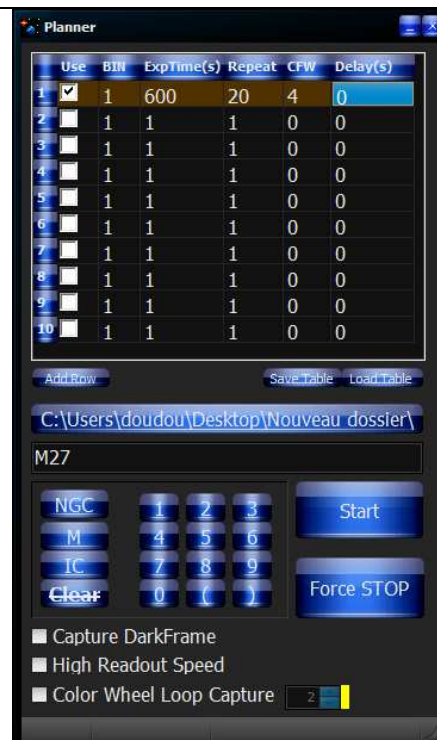 Planner
Use BIN ExpTime(s) Repeat CFW Delay(s)
1 1 600 20 4 0
2 1 1 1 0 0
3 1 1 1 0 0
4 1 1 1 0 0
5 1 1 1 0 0
6 1 1 1 0 0
7 1 1 1 0 0
8 1 1 1 0 0
9 1 1 1 0 0
10 1 1 1 0 0
Add Row Save Table Load Table
C:\Users\doudou\Desktop\Nouveau dossier\
M27
NGC 1 2 3 Start
M 4 5 6
IC 7 8 9
Clear 0 ( ) Force STOP
Capture DarkFrame
High Readout Speed
Color Wheel Loop Capture 2